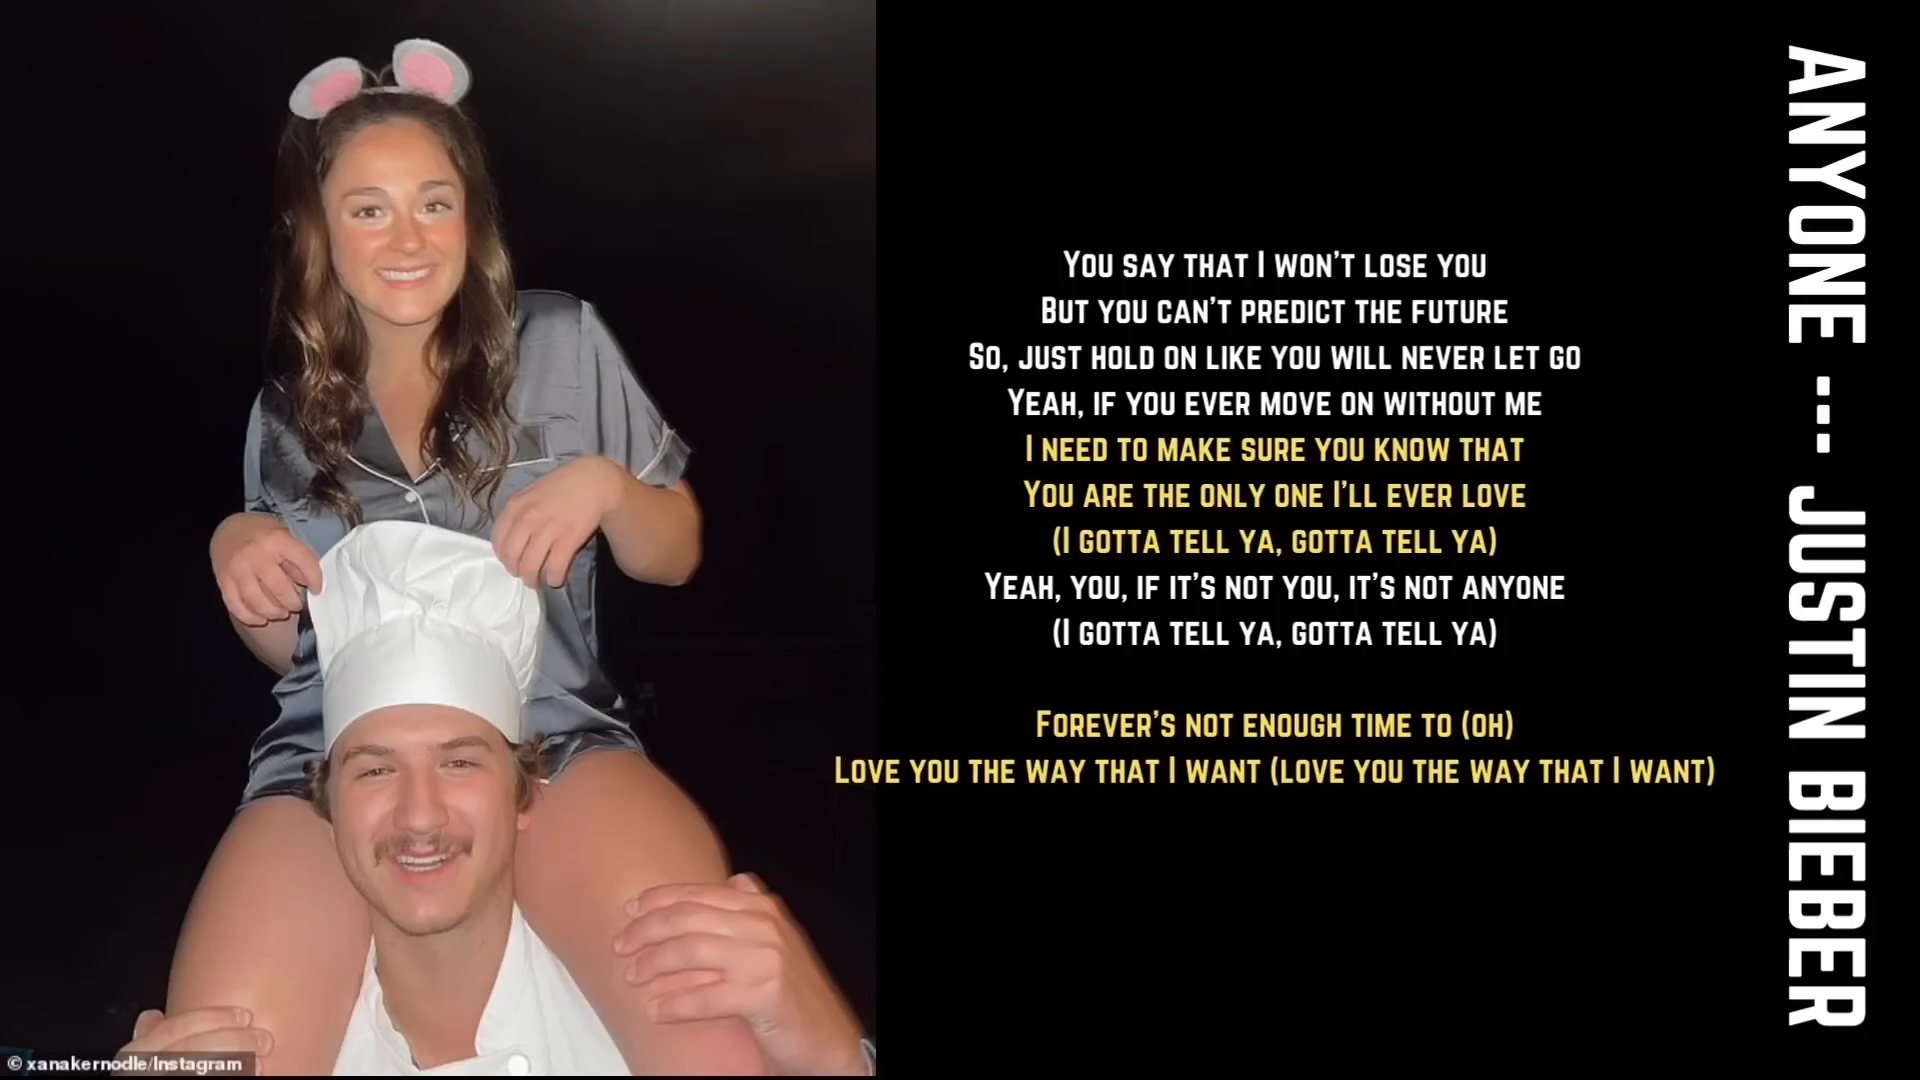 You say that I won't lose you
But you can't predict the future
So, just hold on like you will never let go
Yeah, if you ever move on without me
I need to make sure you know that
You are the only one I'll ever love
(I gotta tell ya, gotta tell ya)
Yeah, you, if it's not you, it's not anyone
(I gotta tell ya, gotta tell ya)
Forever's not enough time to (oh)
Love you the way that I want (love you the way that I want)
ANYONE --- JUSTIN BIEBER
© xanakernodle/Instagram